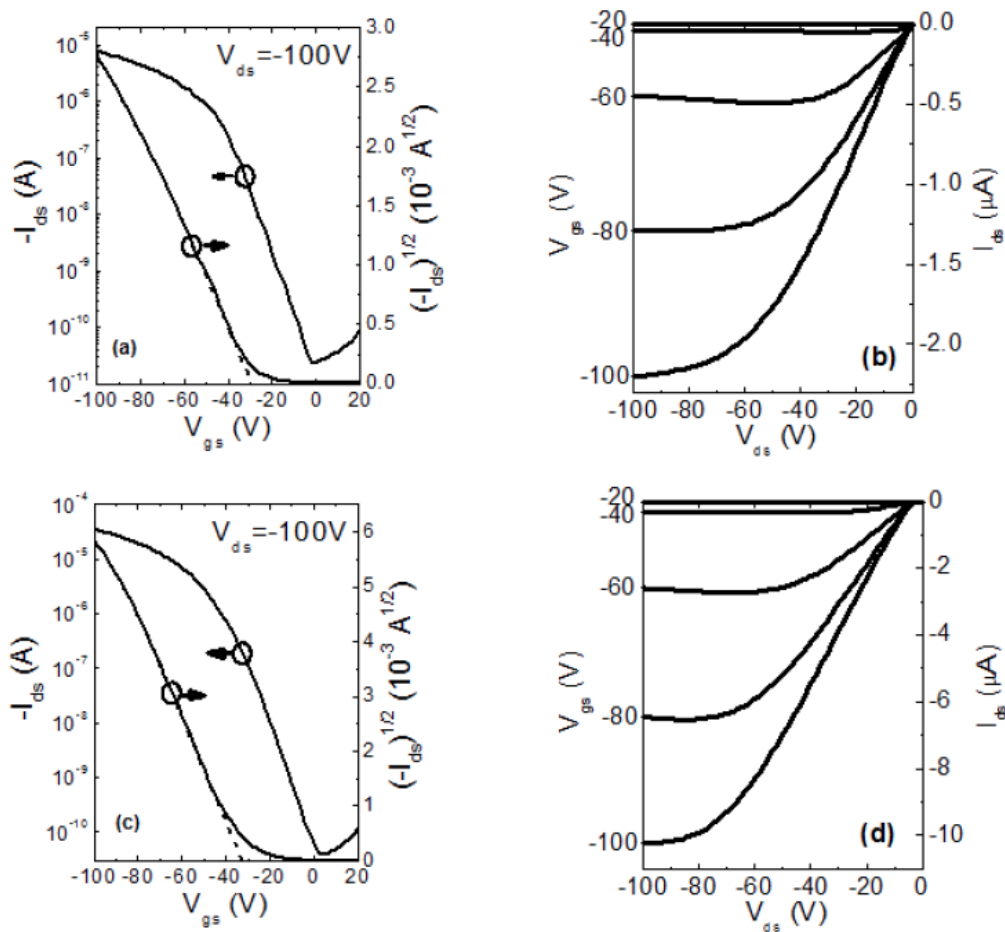 V_ds=-100V
10^-5
10^-6
10^-7
10^-8
10^-9
10^-10
10^-11
-I_ds (A)
3.0
2.5
2.0
1.5
1.0
0.5
0.0
(-I_ds)^1/2 (10^-3 A^1/2)
(a)
-100 -80 -60 -40 -20 0 20
V_gs (V)
-20
-40
-60
-80
-100
V_gs (V)
0.0
-0.5
-1.0
-1.5
-2.0
I_ds (μA)
(b)
-100 -80 -60 -40 -20 0
V_ds (V)
V_ds=-100V
10^-4
10^-5
10^-6
10^-7
10^-8
10^-9
10^-10
-I_ds (A)
6
5
4
3
2
1
0
(-I_ds)^1/2 (10^-3 A^1/2)
(c)
-100 -80 -60 -40 -20 0 20
V_gs (V)
-20
-40
-60
-80
-100
V_gs (V)
0
-2
-4
-6
-8
-10
I_ds (μA)
(d)
-100 -80 -60 -40 -20 0
V_ds (V)